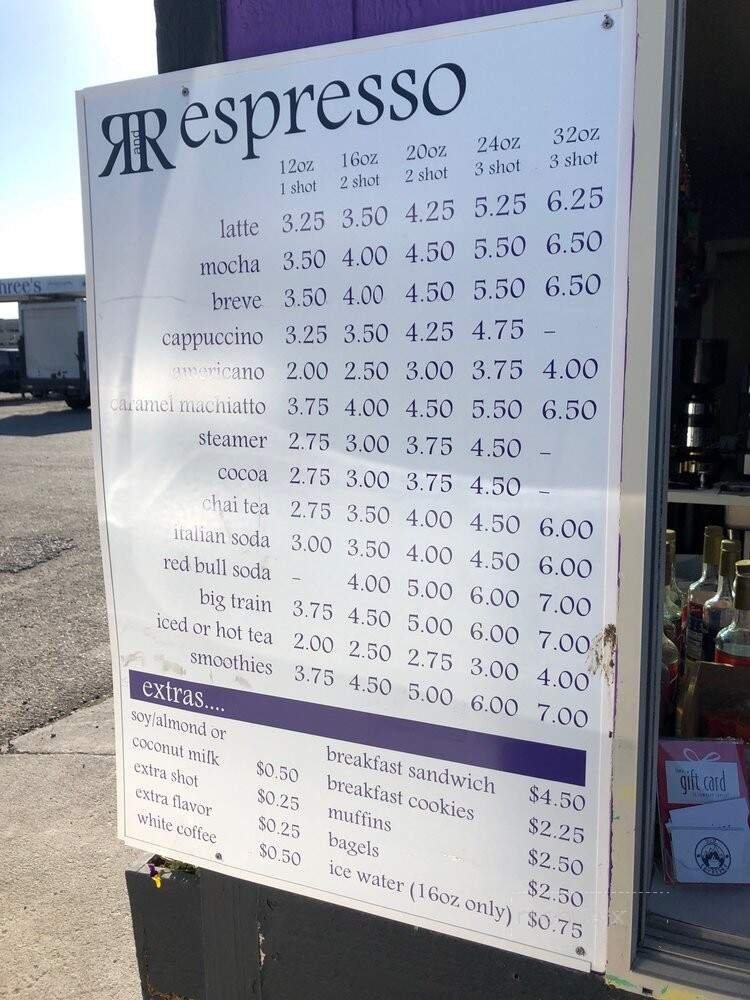 hree's
RandR espresso
12oz 16oz 20oz 24oz 32oz
1 shot 2 shot 2 shot 3 shot 3 shot
latte 3.25 3.50 4.25 5.25 6.25
mocha 3.50 4.00 4.50 5.50 6.50
breve 3.50 4.00 4.50 5.50 6.50
cappuccino 3.25 3.50 4.25 4.75 –
americano 2.00 2.50 3.00 3.75 4.00
caramel machiatto 3.75 4.00 4.50 5.50 6.50
steamer 2.75 3.00 3.75 4.50 –
cocoa 2.75 3.00 3.75 4.50 –
chai tea 2.75 3.50 4.00 4.50 6.00
italian soda 3.00 3.50 4.00 4.50 6.00
red bull soda – 4.00 5.00 6.00 7.00
big train 3.75 4.50 5.00 6.00 7.00
iced or hot tea 2.00 2.50 2.75 3.00 4.00
smoothies 3.75 4.50 5.00 6.00 7.00
extras....
soy/almond or
coconut milk $0.50
extra shot $0.25
extra flavor $0.25
white coffee $0.50
breakfast sandwich $4.50
breakfast cookies $2.25
muffins $2.50
bagels $2.50
ice water (16oz only) $0.75
gift card